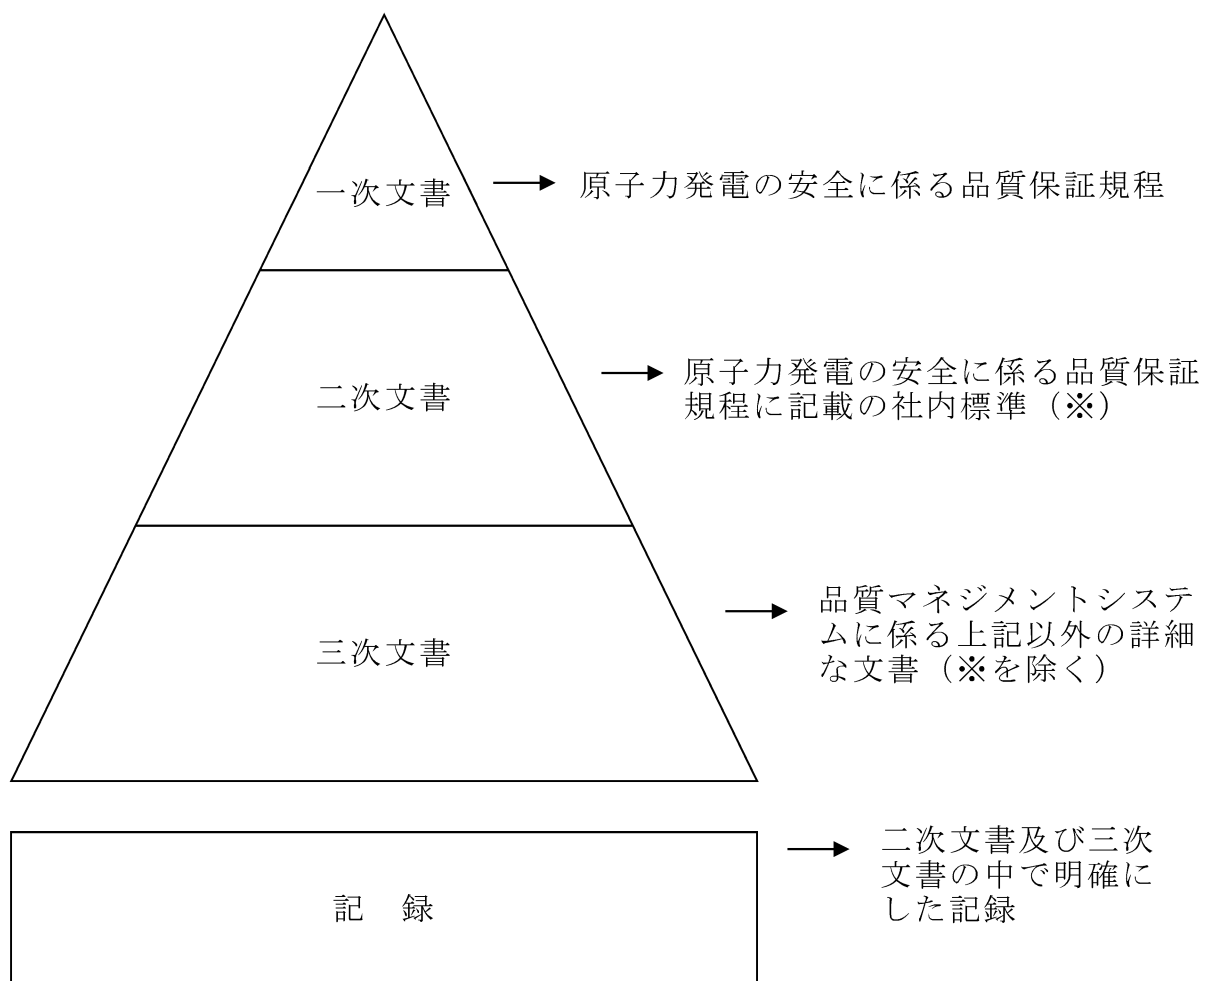 一次文書
原子力発電の安全に係る品質保証規程
二次文書
原子力発電の安全に係る品質保証
規程に記載の社内標準（※）
三次文書
品質マネジメントシステ
ムに係る上記以外の詳細
な文書（※を除く）
記　録
二次文書及び三次
文書の中で明確に
した記録